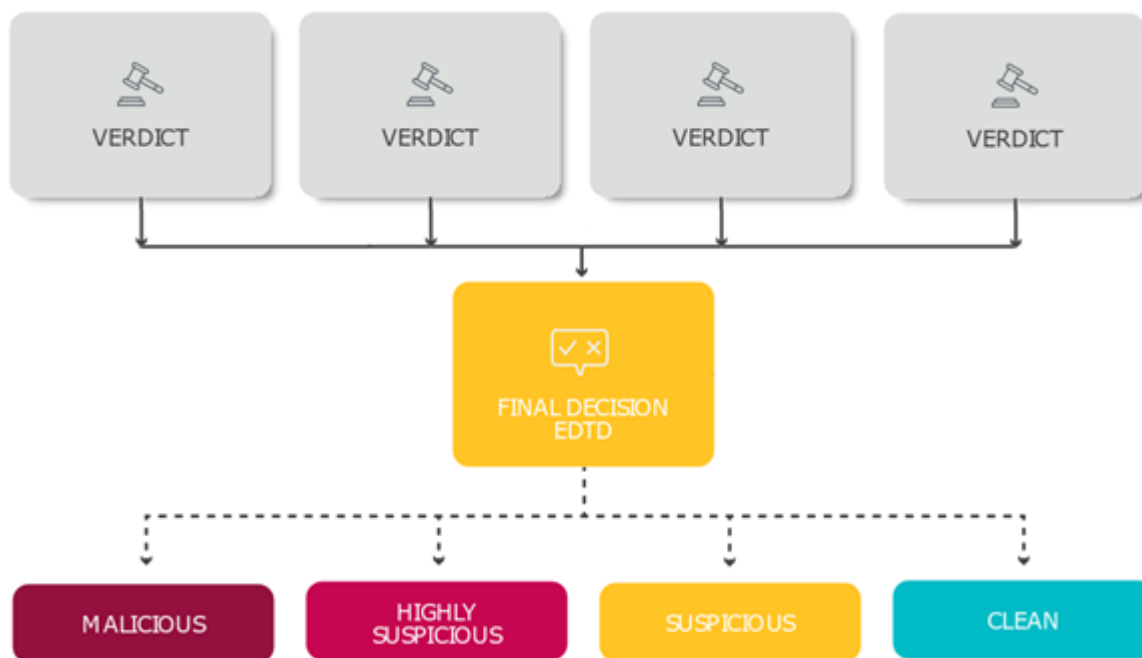 VERDICT
VERDICT
VERDICT
VERDICT
FINAL DECISION
EDTD
MALICIOUS
HIGHLY
SUSPICIOUS
SUSPICIOUS
CLEAN